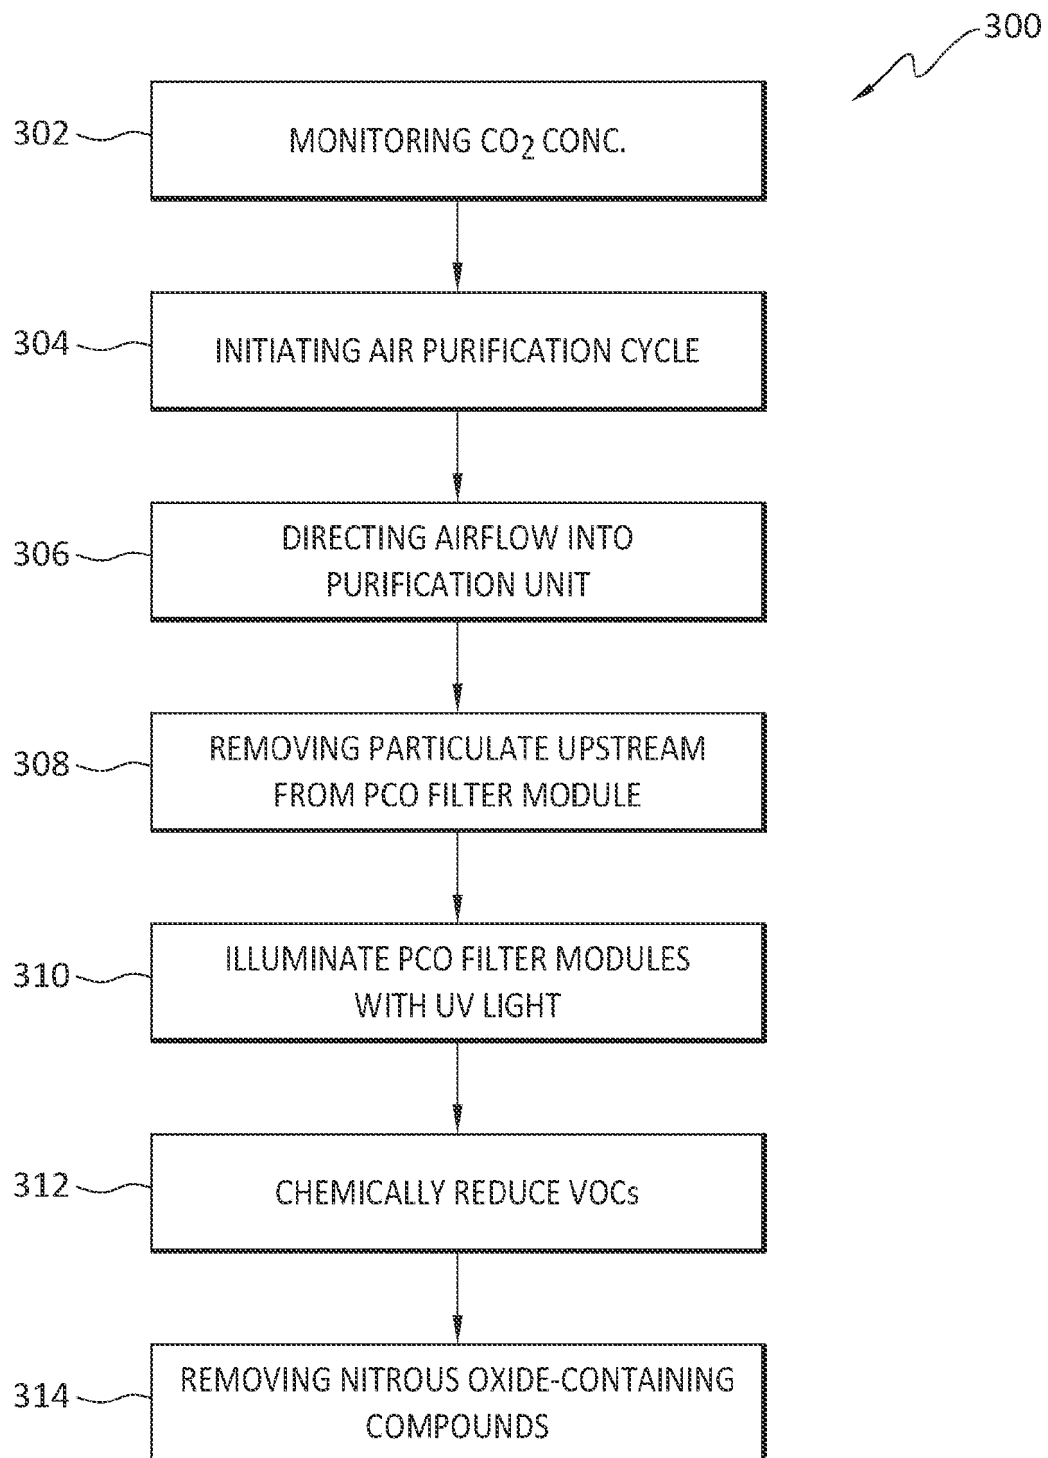 300
302
MONITORING CO₂ CONC.
304
INITIATING AIR PURIFICATION CYCLE
306
DIRECTING AIRFLOW INTO
PURIFICATION UNIT
308
REMOVING PARTICULATE UPSTREAM
FROM PCO FILTER MODULE
310
ILLUMINATE PCO FILTER MODULES
WITH UV LIGHT
312
CHEMICALLY REDUCE VOCs
314
REMOVING NITROUS OXIDE-CONTAINING
COMPOUNDS